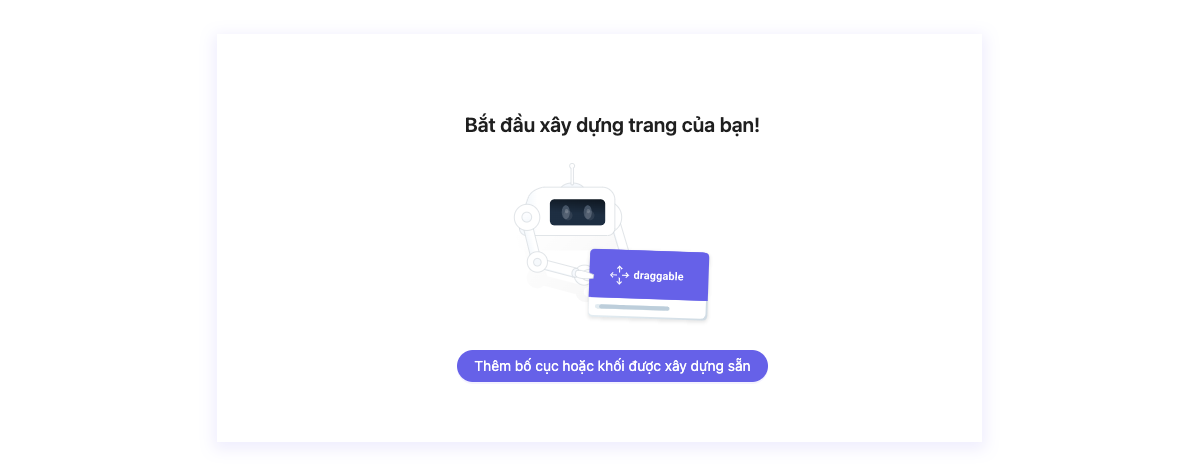 Bắt đầu xây dựng trang của bạn!
draggable
Thêm bố cục hoặc khối được xây dựng sẵn